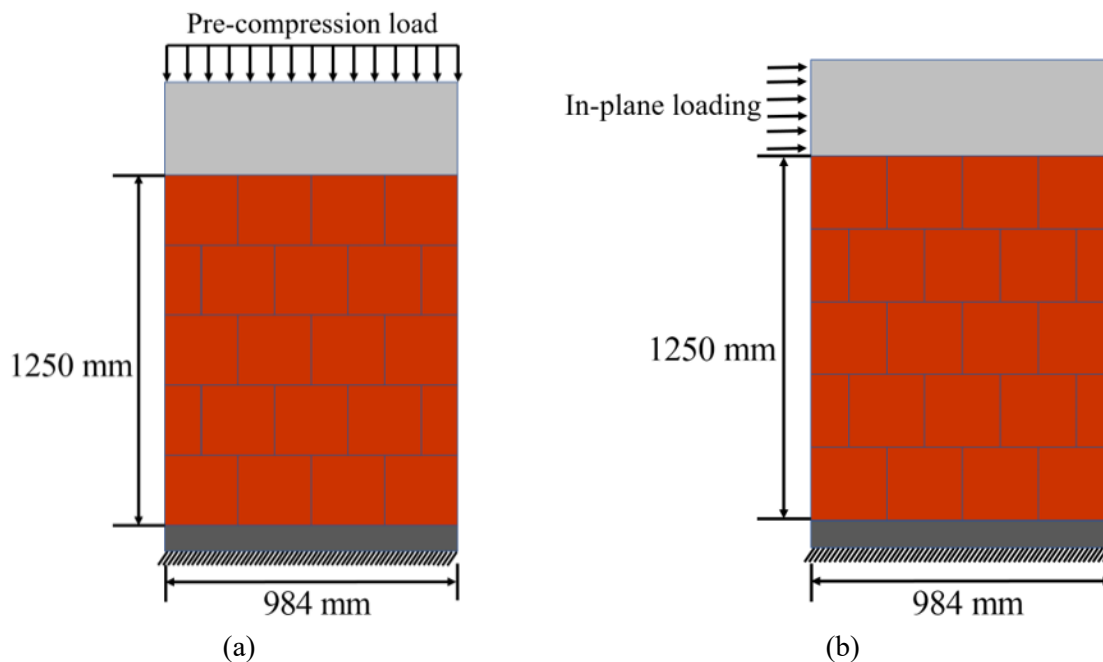 Pre-compression load
In-plane loading
1250 mm
1250 mm
984 mm
984 mm
(a)
(b)